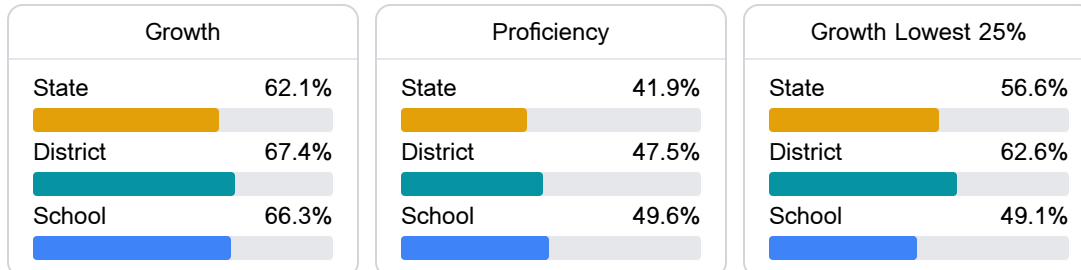 Growth
State 62.1%
District 67.4%
School 66.3%
Proficiency
State 41.9%
District 47.5%
School 49.6%
Growth Lowest 25%
State 56.6%
District 62.6%
School 49.1%